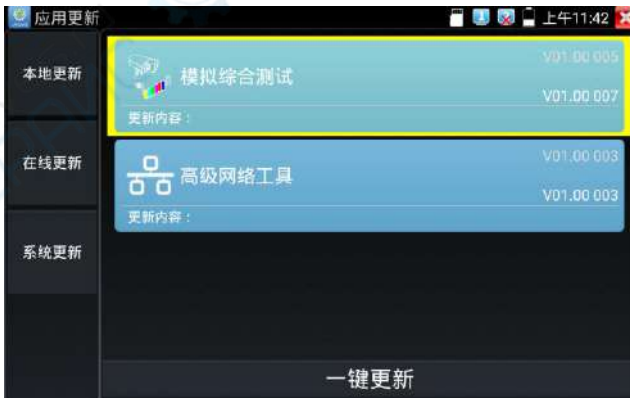 应用更新
上午11:42
本地更新
模拟综合测试
V01.00 005
V01.00 007
更新内容：
在线更新
高级网络工具
V01.00 003
V01.00 003
更新内容：
系统更新
一键更新